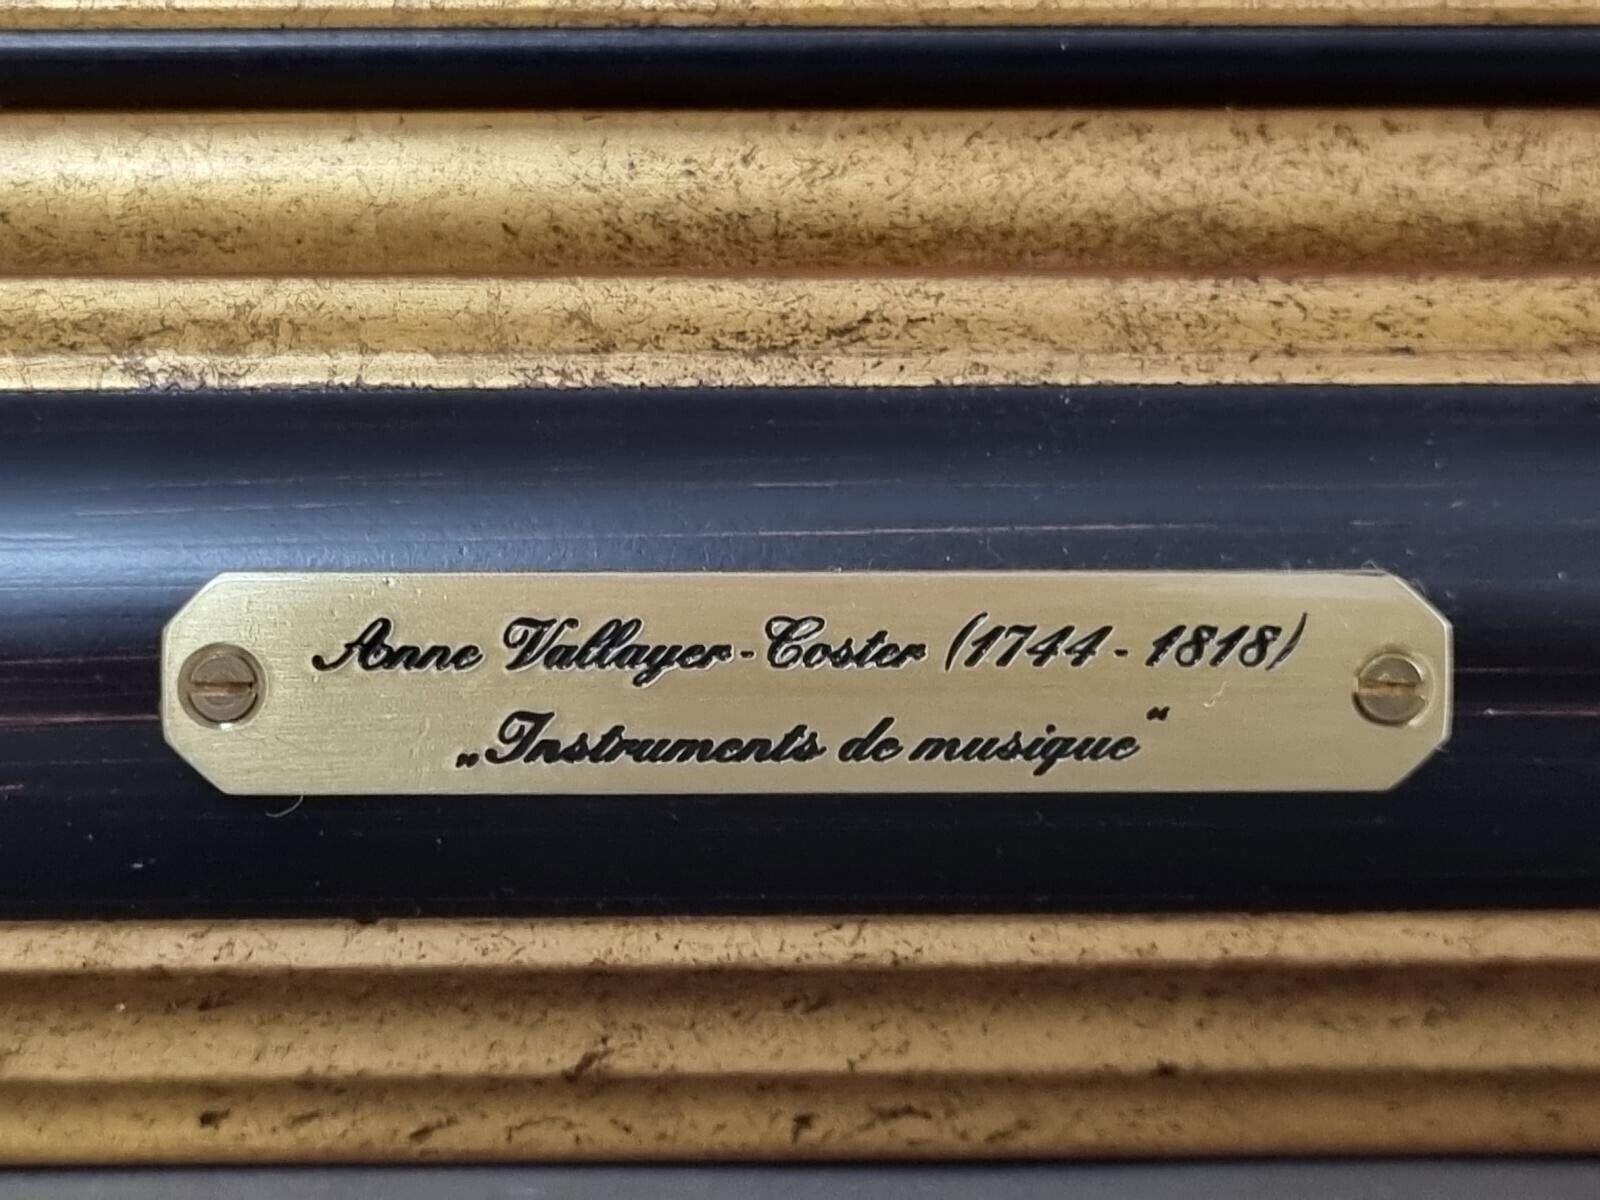 Anne Vallayer-Coster (1744 - 1818)
„Instruments de musique“